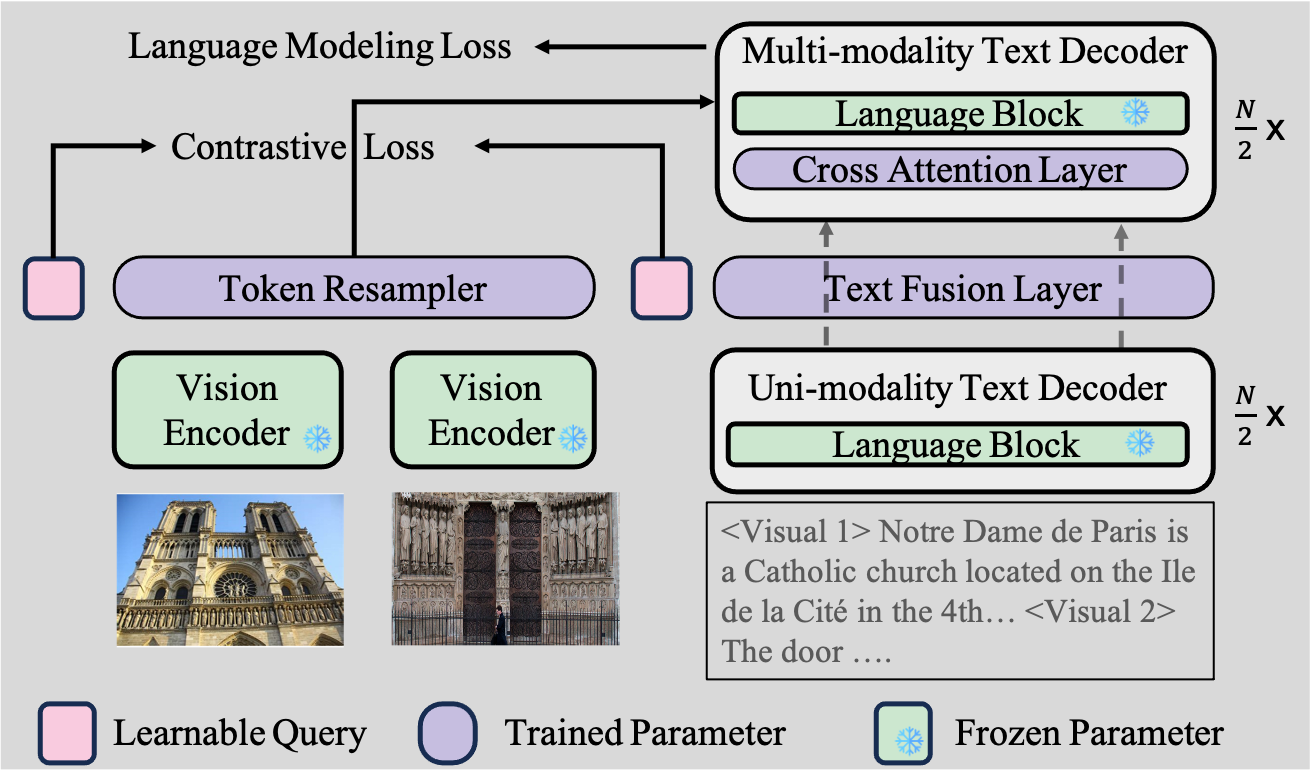 Language Modeling Loss
Contrastive Loss
Token Resampler
Vision
Encoder
Vision
Encoder
Multi-modality Text Decoder
Language Block
Cross Attention Layer
N
2
x
Text Fusion Layer
Uni-modality Text Decoder
Language Block
N
2
x
<Visual 1> Notre Dame de Paris is
a Catholic church located on the Ile
de la Cité in the 4th… <Visual 2>
The door ….
Learnable Query
Trained Parameter
Frozen Parameter